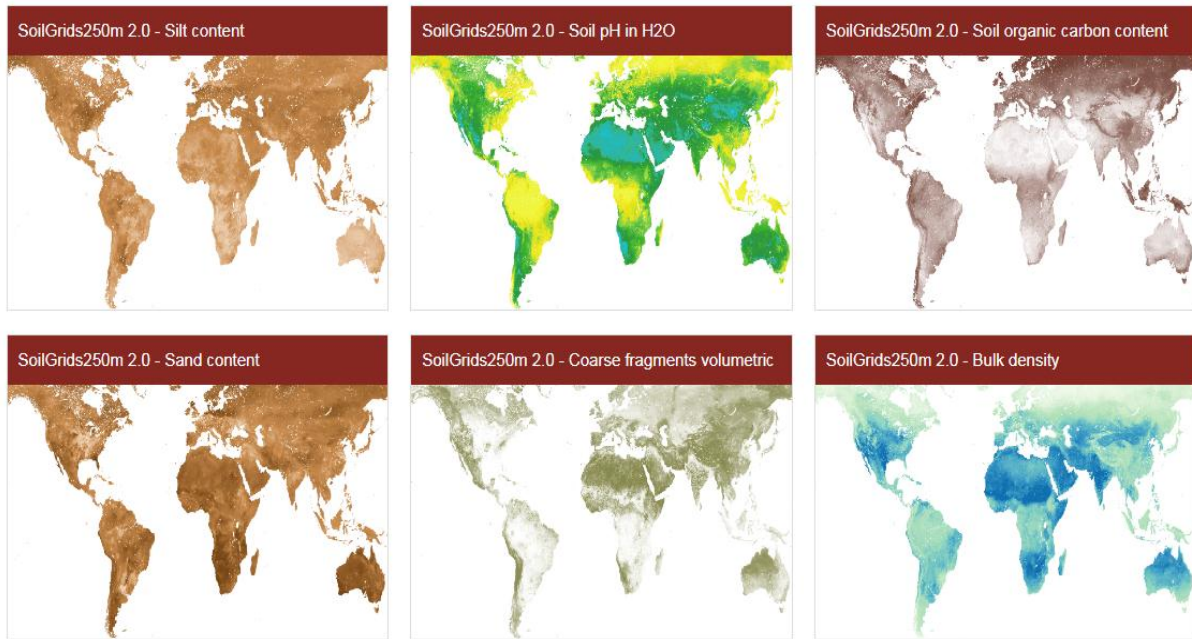 SoilGrids250m 2.0 - Silt content
SoilGrids250m 2.0 - Soil pH in H2O
SoilGrids250m 2.0 - Soil organic carbon content
SoilGrids250m 2.0 - Sand content
SoilGrids250m 2.0 - Coarse fragments volumetric
SoilGrids250m 2.0 - Bulk density